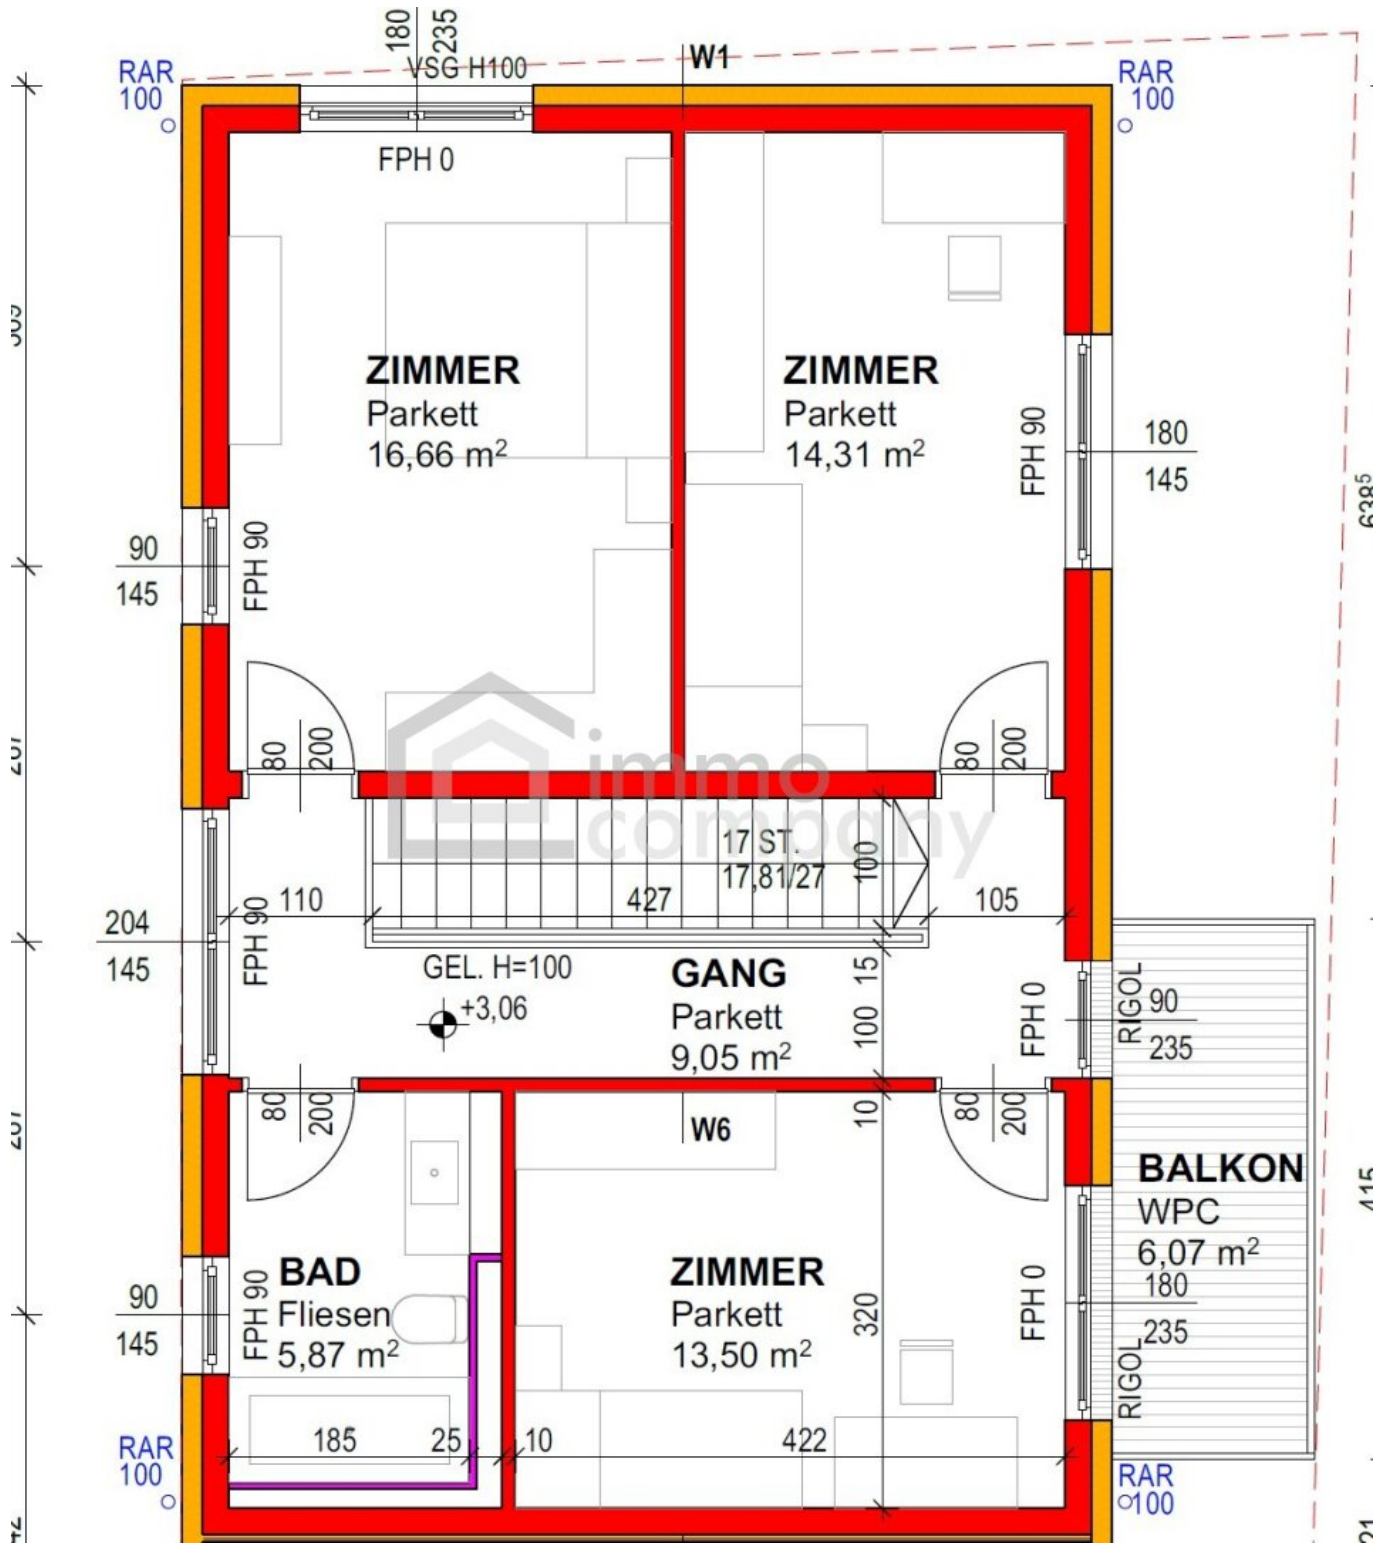 180
235
VSG H100
W1
RAR
100
RAR
100
FPH 0
ZIMMER
Parkett
16,66 m²
ZIMMER
Parkett
14,31 m²
FPH 90
180
145
638⁵
90
145
FPH 90
80
200
80
200
immo
company
17 ST.
17,81/27
100
110
427
105
204
145
FPH 90
GEL. H=100
+3,06
GANG
Parkett
9,05 m²
15
100
FPH 0
RIGOL
90
235
80
200
10
80
200
W6
BALKON
WPC
6,07 m²
180
235
415
BAD
Fliesen
5,87 m²
FPH 90
90
145
ZIMMER
Parkett
13,50 m²
320
FPH 0
RIGOL
185
25
10
422
RAR
100
RAR
100